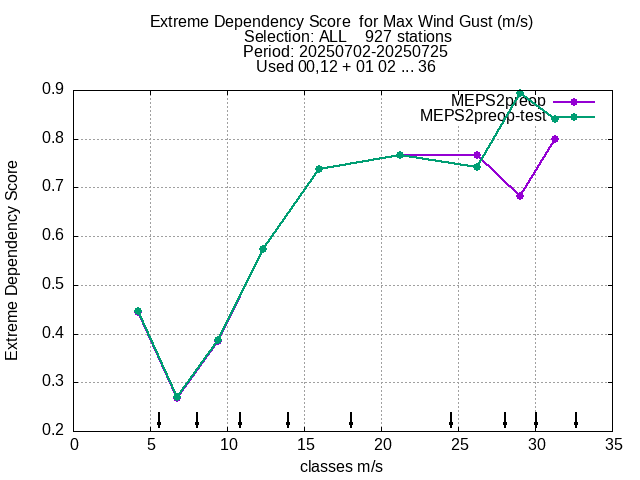 Extreme Dependency Score  for Max Wind Gust (m/s)
Selection: ALL    927 stations
Period: 20250702-20250725
Used 00,12 + 01 02 ... 36
MEPS2preop
MEPS2preop-test
Extreme Dependency Score
0.9
0.8
0.7
0.6
0.5
0.4
0.3
0.2
0 5 10 15 20 25 30 35
classes m/s